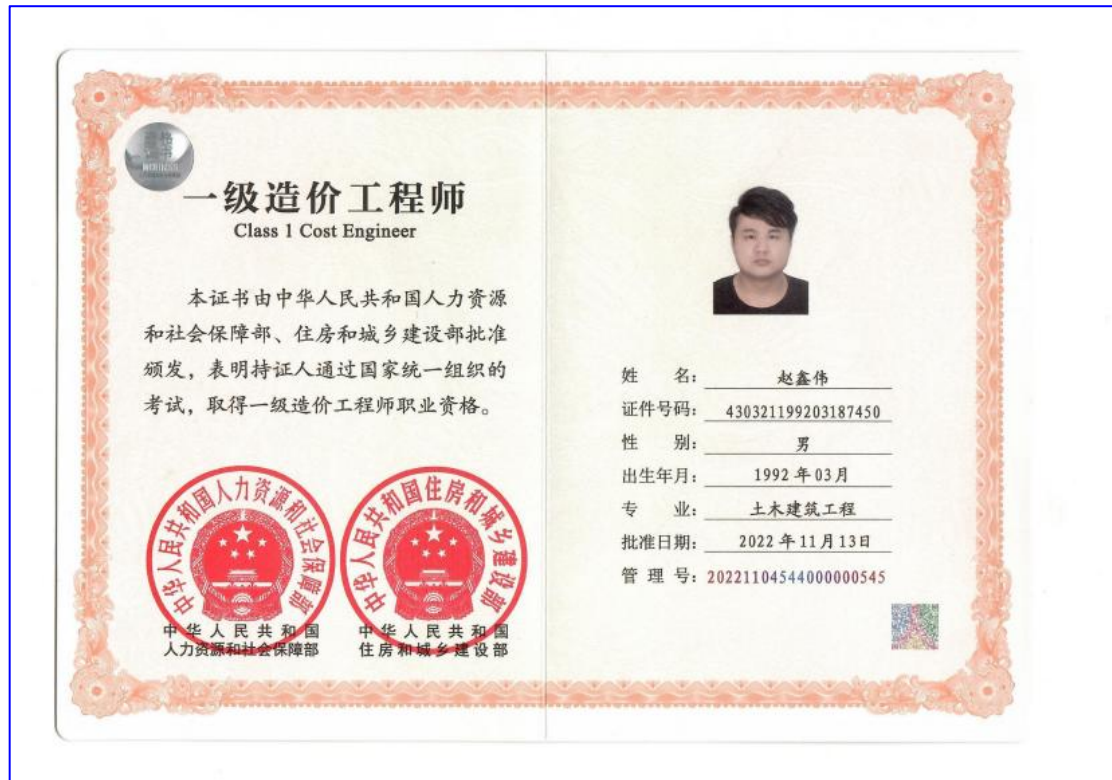 一级造价工程师
Class 1 Cost Engineer
本证书由中华人民共和国人力资源
和社会保障部、住房和城乡建设部批准
颁发，表明持证人通过国家统一组织的
考试，取得一级造价工程师职业资格。
中华人民共和国人力资源和社会保障部
中华人民共和国住房和城乡建设部
中华人民共和国
人力资源和社会保障部
中华人民共和国
住房和城乡建设部
姓 名： 赵鑫伟
证件号码： 430321199203187450
性 别： 男
出生年月： 1992年03月
专 业： 土木建筑工程
批准日期： 2022年11月13日
管 理 号：20221104544000000545